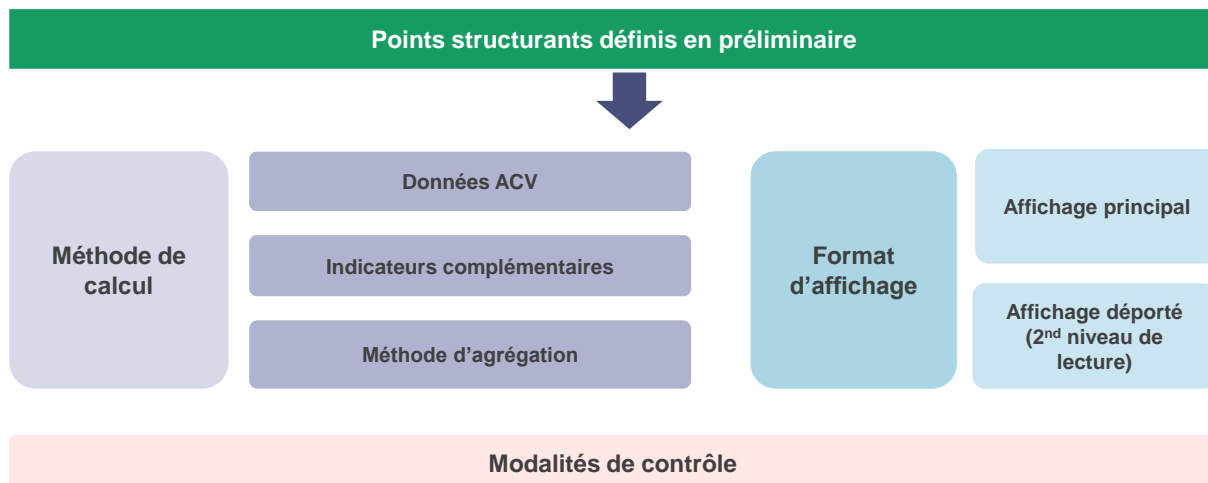 Points structurants définis en préliminaire
Méthode de
calcul
Données ACV
Indicateurs complémentaires
Méthode d'agrégation
Format
d'affichage
Affichage principal
Affichage déporté
(2nd niveau de
lecture)
Modalités de contrôle